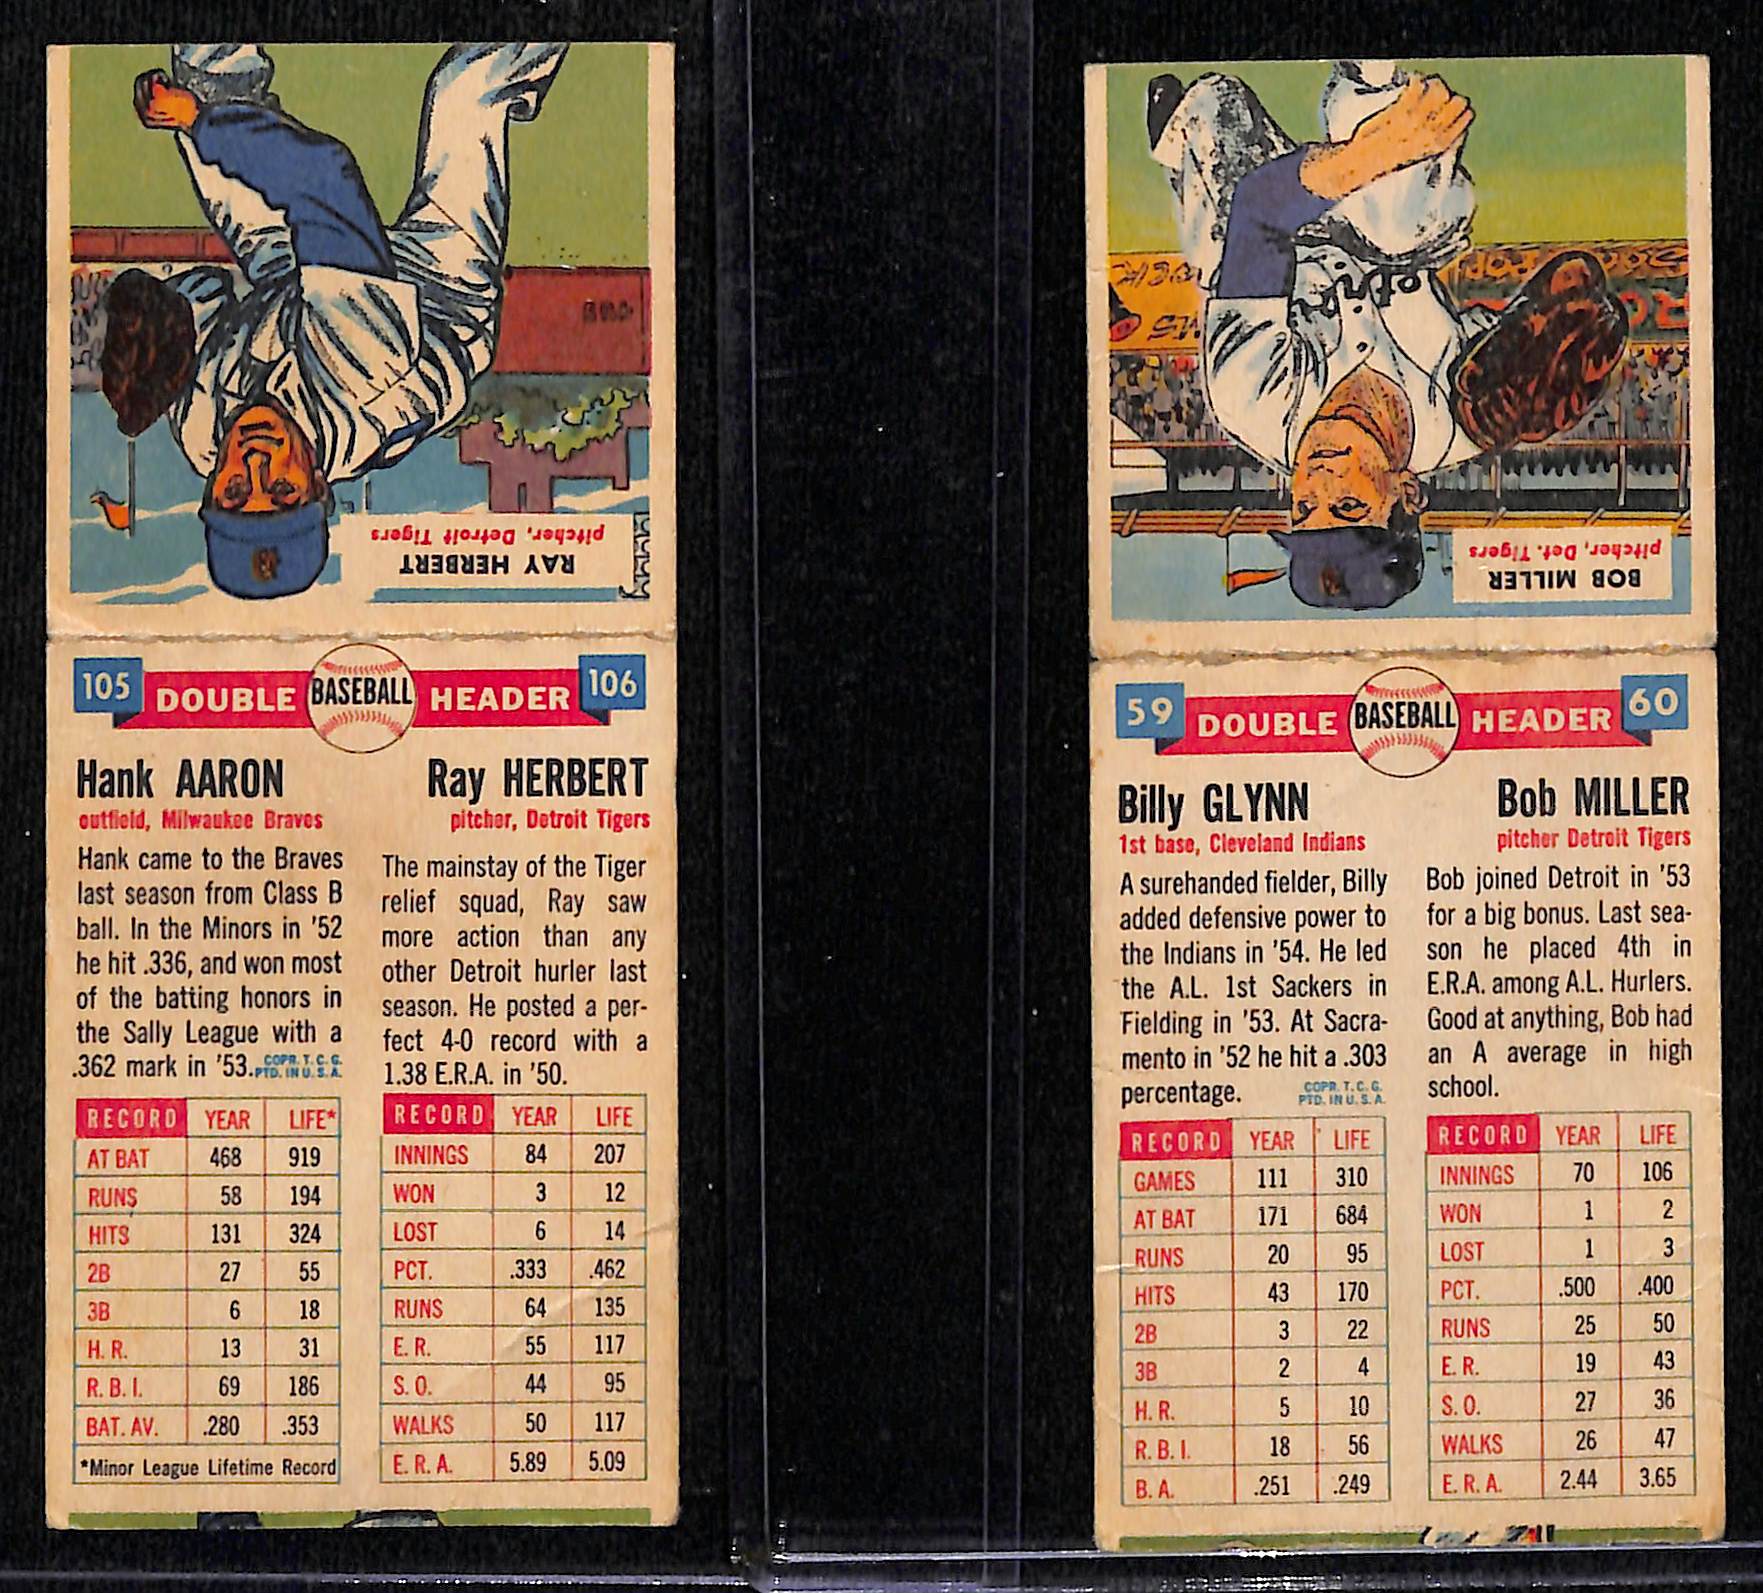 RAY HERBERT
pitcher, Detroit Tigers
105 DOUBLE BASEBALL HEADER 106
Hank AARON
outfield, Milwaukee Braves
Hank came to the Braves
last season from Class B
ball. In the Minors in '52
he hit .336, and won most
of the batting honors in
the Sally League with a
.362 mark in '53.
COPR. T. C. G.
PTD. IN U. S. A.
RECORD YEAR LIFE*
AT BAT 468 919
RUNS 58 194
HITS 131 324
2B 27 55
3B 6 18
H. R. 13 31
R. B. I. 69 186
BAT. AV. .280 .353
*Minor League Lifetime Record
Ray HERBERT
pitcher, Detroit Tigers
The mainstay of the Tiger
relief squad, Ray saw
more action than any
other Detroit hurler last
season. He posted a per-
fect 4-0 record with a
1.38 E.R.A. in '50.
RECORD YEAR LIFE
INNINGS 84 207
WON 3 12
LOST 6 14
PCT. .333 .462
RUNS 64 135
E. R. 55 117
S. O. 44 95
WALKS 50 117
E. R. A. 5.89 5.09
BOB MILLER
pitcher, Det. Tigers
59 DOUBLE BASEBALL HEADER 60
Billy GLYNN
1st base, Cleveland Indians
A surehanded fielder, Billy
added defensive power to
the Indians in '54. He led
the A.L. 1st Sackers in
Fielding in '53. At Sacra-
mento in '52 he hit a .303
percentage.
COPR. T. C. G.
PTD. IN U. S. A.
RECORD YEAR LIFE
GAMES 111 310
AT BAT 171 684
RUNS 20 95
HITS 43 170
2B 3 22
3B 2 4
H. R. 5 10
R. B. I. 18 56
B. A. .251 .249
Bob MILLER
pitcher Detroit Tigers
Bob joined Detroit in '53
for a big bonus. Last sea-
son he placed 4th in
E.R.A. among A.L. Hurlers.
Good at anything, Bob had
an A average in high
school.
RECORD YEAR LIFE
INNINGS 70 106
WON 1 2
LOST 1 3
PCT. .500 .400
RUNS 25 50
E. R. 19 43
S. O. 27 36
WALKS 26 47
E. R. A. 2.44 3.65